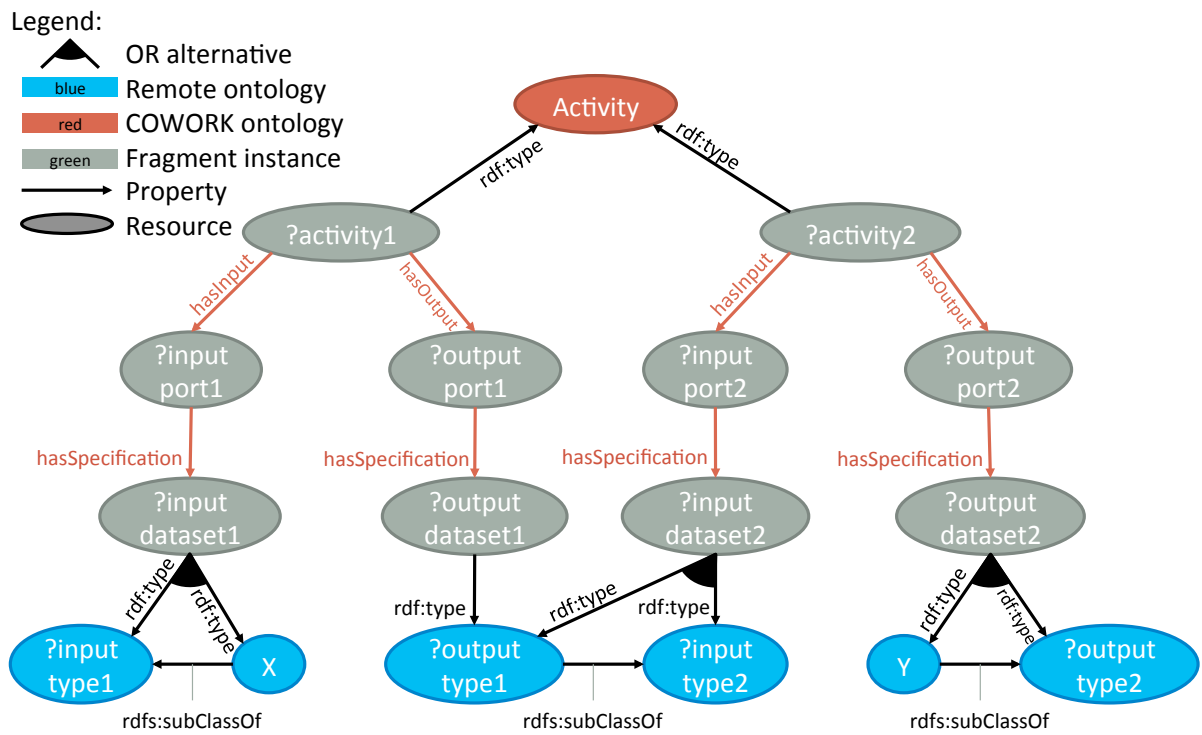 Legend:
OR alternative
blue
Remote ontology
red
COWORK ontology
green
Fragment instance
Property
Resource
Activity
rdf:type
rdf:type
?activity1
?activity2
hasInput
hasOutput
hasInput
hasOutput
?input
port1
?output
port1
?input
port2
?output
port2
hasSpecification
hasSpecification
hasSpecification
hasSpecification
?input
dataset1
?output
dataset1
?input
dataset2
?output
dataset2
rdf:type
rdf:type
rdf:type
rdf:type
rdf:type
rdf:type
rdf:type
?input
type1
X
?output
type1
?input
type2
Y
?output
type2
rdfs:subClassOf
rdfs:subClassOf
rdfs:subClassOf